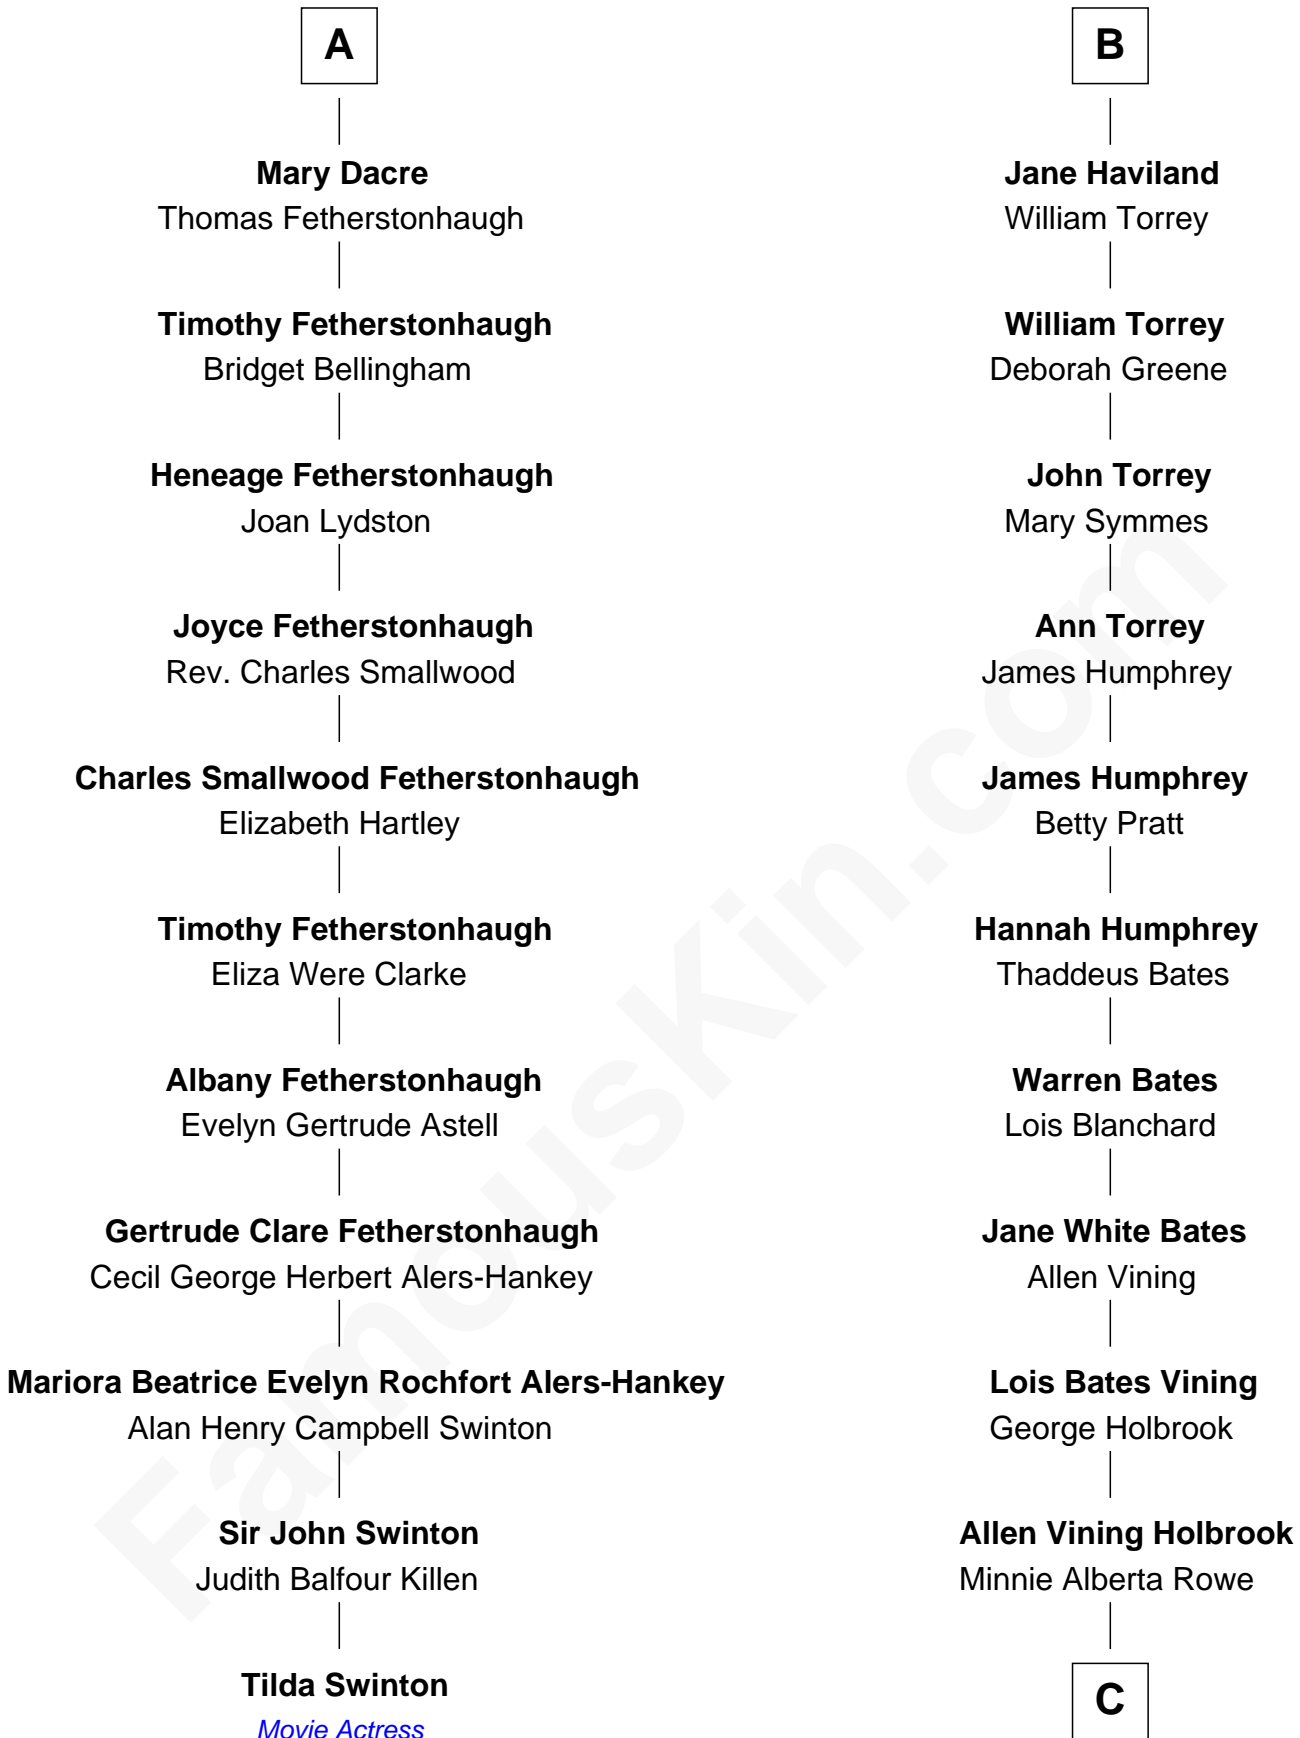 A
Mary Dacre
Thomas Fetherstonhaugh
Timothy Fetherstonhaugh
Bridget Bellingham
Heneage Fetherstonhaugh
Joan Lydston
Joyce Fetherstonhaugh
Rev. Charles Smallwood
Charles Smallwood Fetherstonhaugh
Elizabeth Hartley
Timothy Fetherstonhaugh
Eliza Were Clarke
Albany Fetherstonhaugh
Evelyn Gertrude Astell
Gertrude Clare Fetherstonhaugh
Cecil George Herbert Alers-Hankey
Mariora Beatrice Evelyn Rochfort Alers-Hankey
Alan Henry Campbell Swinton
Sir John Swinton
Judith Balfour Killen
Tilda Swinton
Movie Actress
B
Jane Haviland
William Torrey
William Torrey
Deborah Greene
John Torrey
Mary Symmes
Ann Torrey
James Humphrey
James Humphrey
Betty Pratt
Hannah Humphrey
Thaddeus Bates
Warren Bates
Lois Blanchard
Jane White Bates
Allen Vining
Lois Bates Vining
George Holbrook
Allen Vining Holbrook
Minnie Alberta Rowe
C
FamousKin.com